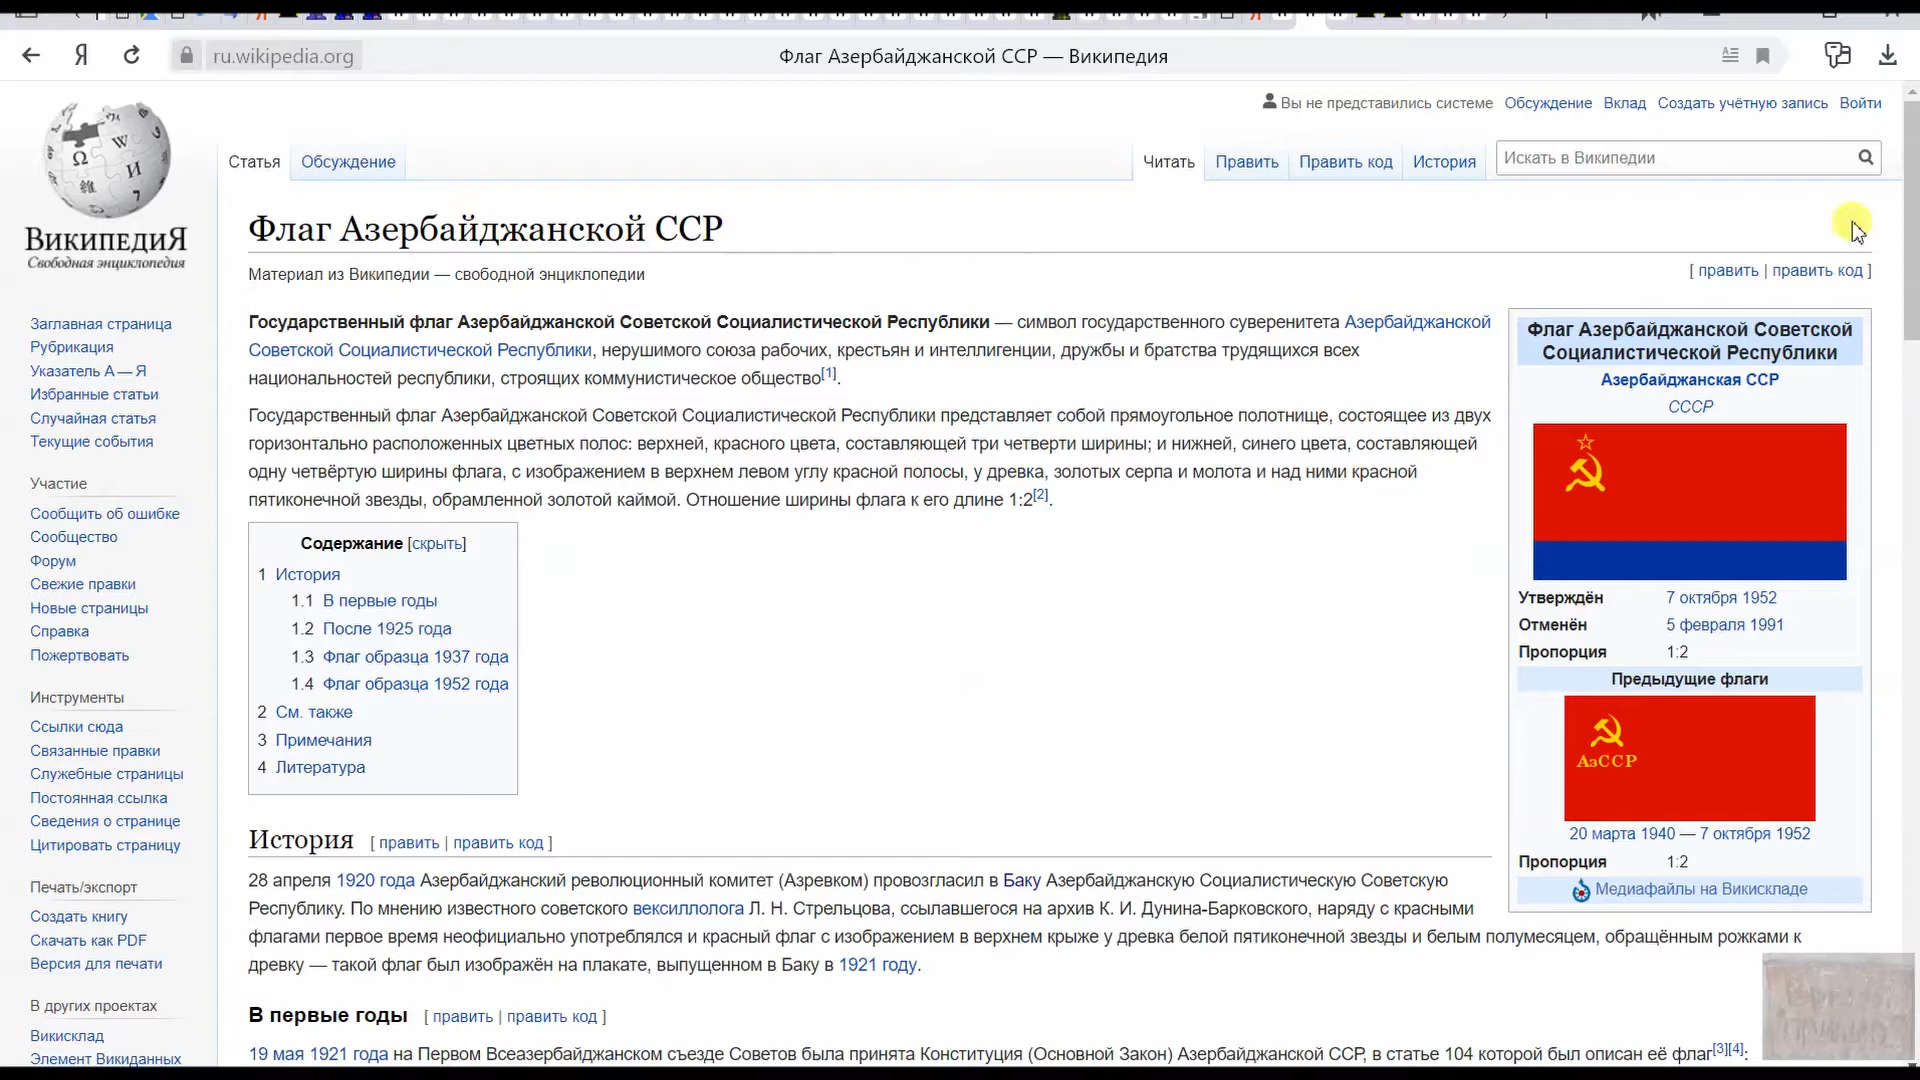 ru.wikipedia.org
Флаг Азербайджанской ССР — Википедия
Вы не представились системе Обсуждение Вклад Создать учётную запись Войти
Статья Обсуждение Читать Править Править код История Искать в Википедии
ВикипедиЯ
Свободная энциклопедия
Заглавная страница
Рубрикация
Указатель А — Я
Избранные статьи
Случайная статья
Текущие события
Участие
Сообщить об ошибке
Сообщество
Форум
Свежие правки
Новые страницы
Справка
Пожертвовать
Инструменты
Ссылки сюда
Связанные правки
Служебные страницы
Постоянная ссылка
Сведения о странице
Цитировать страницу
Печать/экспорт
Создать книгу
Скачать как PDF
Версия для печати
В других проектах
Викисклад
Элемент Викиданных
Флаг Азербайджанской ССР
Материал из Википедии — свободной энциклопедии
[ править | править код ]
Государственный флаг Азербайджанской Советской Социалистической Республики — символ государственного суверенитета Азербайджанской
Советской Социалистической Республики, нерушимого союза рабочих, крестьян и интеллигенции, дружбы и братства трудящихся всех
национальностей республики, строящих коммунистическое общество[1].
Государственный флаг Азербайджанской Советской Социалистической Республики представляет собой прямоугольное полотнище, состоящее из двух
горизонтально расположенных цветных полос: верхней, красного цвета, составляющей три четверти ширины; и нижней, синего цвета, составляющей
одну четвёртую ширины флага, с изображением в верхнем левом углу красной полосы, у древка, золотых серпа и молота и над ними красной
пятиконечной звезды, обрамленной золотой каймой. Отношение ширины флага к его длине 1:2[2].
Содержание [скрыть]
1 История
1.1 В первые годы
1.2 После 1925 года
1.3 Флаг образца 1937 года
1.4 Флаг образца 1952 года
2 См. также
3 Примечания
4 Литература
Флаг Азербайджанской Советской
Социалистической Республики
Азербайджанская ССР
СССР
Утверждён 7 октября 1952
Отменён 5 февраля 1991
Пропорция 1:2
Предыдущие флаги
АзССР
20 марта 1940 — 7 октября 1952
Пропорция 1:2
Медиафайлы на Викискладе
История [ править | править код ]
28 апреля 1920 года Азербайджанский революционный комитет (Азревком) провозгласил в Баку Азербайджанскую Социалистическую Советскую
Республику. По мнению известного советского вексиллолога Л. Н. Стрельцова, ссылавшегося на архив К. И. Дунина-Барковского, наряду с красными
флагами первое время неофициально употреблялся и красный флаг с изображением в верхнем крыже у древка белой пятиконечной звезды и белым полумесяцем, обращённым рожками к
древку — такой флаг был изображён на плакате, выпущенном в Баку в 1921 году.
В первые годы [ править | править код ]
19 мая 1921 года на Первом Всеазербайджанском съезде Советов была принята Конституция (Основной Закон) Азербайджанской ССР, в статье 104 которой был описан её флаг[3][4]: